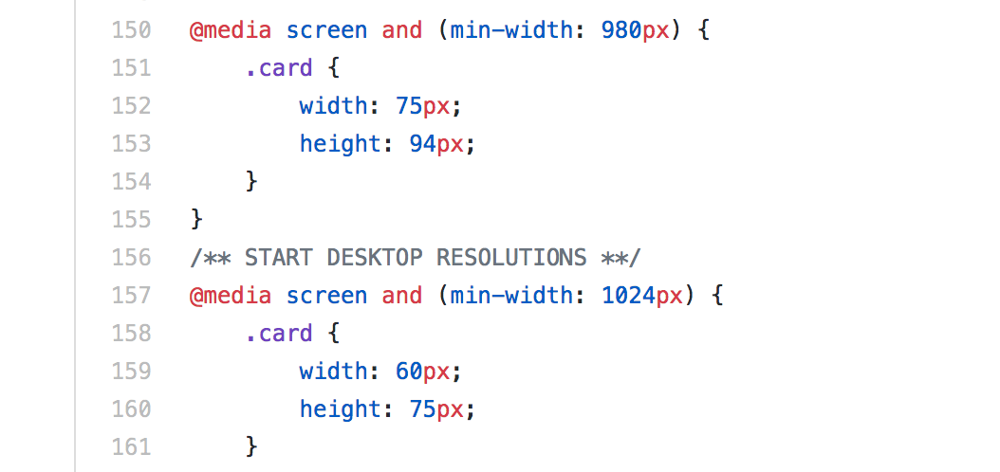 150 @media screen and (min-width: 980px) {
151 .card {
152 width: 75px;
153 height: 94px;
154 }
155 }
156 /** START DESKTOP RESOLUTIONS **/
157 @media screen and (min-width: 1024px) {
158 .card {
159 width: 60px;
160 height: 75px;
161 }